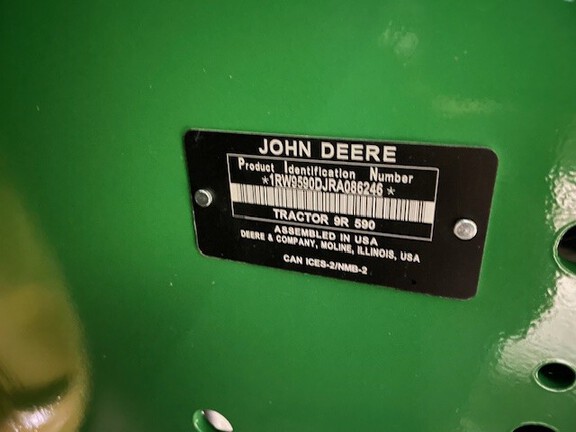 JOHN DEERE
Product Identification Number
*1RW9590DJRA086246*
TRACTOR 9R 590
ASSEMBLED IN USA
DEERE & COMPANY, MOLINE, ILLINOIS, USA
CAN ICES-2/NMB-2